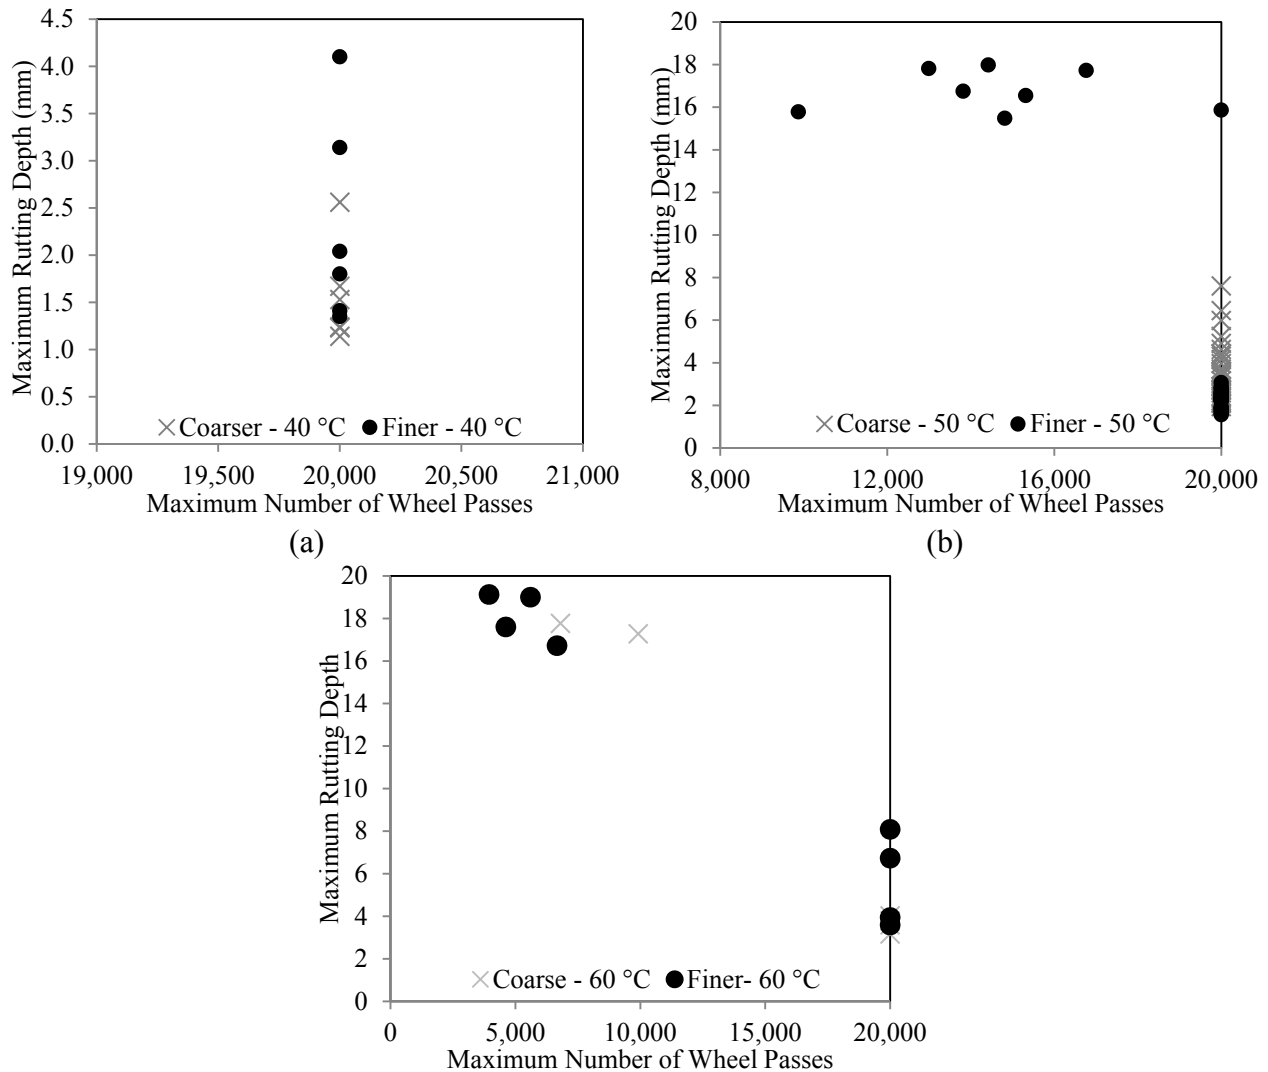 4.5
4.0
3.5
3.0
2.5
2.0
1.5
1.0
0.5
0.0
Maximum Rutting Depth (mm)
Coarser - 40 °C Finer - 40 °C
19,000 19,500 20,000 20,500 21,000
Maximum Number of Wheel Passes
(a)
20
18
16
14
12
10
8
6
4
2
0
Maximum Rutting Depth (mm)
Coarse - 50 °C Finer - 50 °C
8,000 12,000 16,000 20,000
Maximum Number of Wheel Passes
(b)
20
18
16
14
12
10
8
6
4
2
0
Maximum Rutting Depth
Coarse - 60 °C Finer- 60 °C
0 5,000 10,000 15,000 20,000
Maximum Number of Wheel Passes